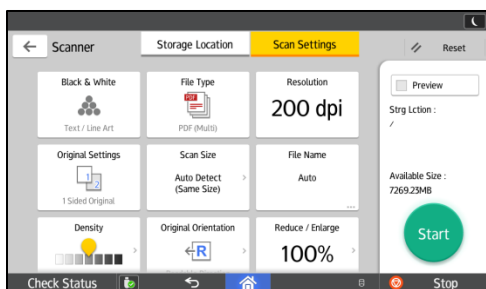 Scanner
Storage Location
Scan Settings
Reset
Black & White
Text / Line Art
File Type
PDF
PDF (Multi)
Resolution
200 dpi
Preview
Strg Lction :
/
Original Settings
1
2
1 Sided Original
Scan Size
Auto Detect
(Same Size)
File Name
Auto
...
Available Size :
7269.23MB
Density
Original Orientation
R
Reduce / Enlarge
100%
Start
Check Status
Stop